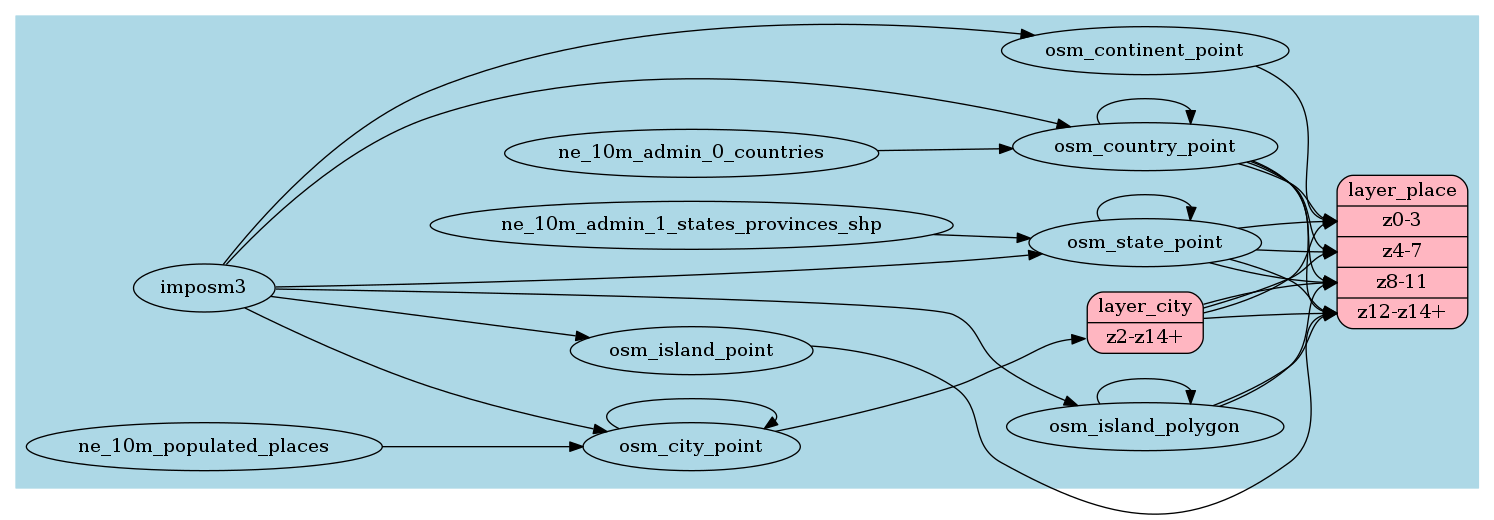 osm_continent_point
osm_country_point
ne_10m_admin_0_countries
layer_place
z0-3
z4-7
z8-11
z12-z14+
ne_10m_admin_1_states_provinces_shp
osm_state_point
imposm3
layer_city
z2-z14+
osm_island_point
osm_island_polygon
ne_10m_populated_places
osm_city_point